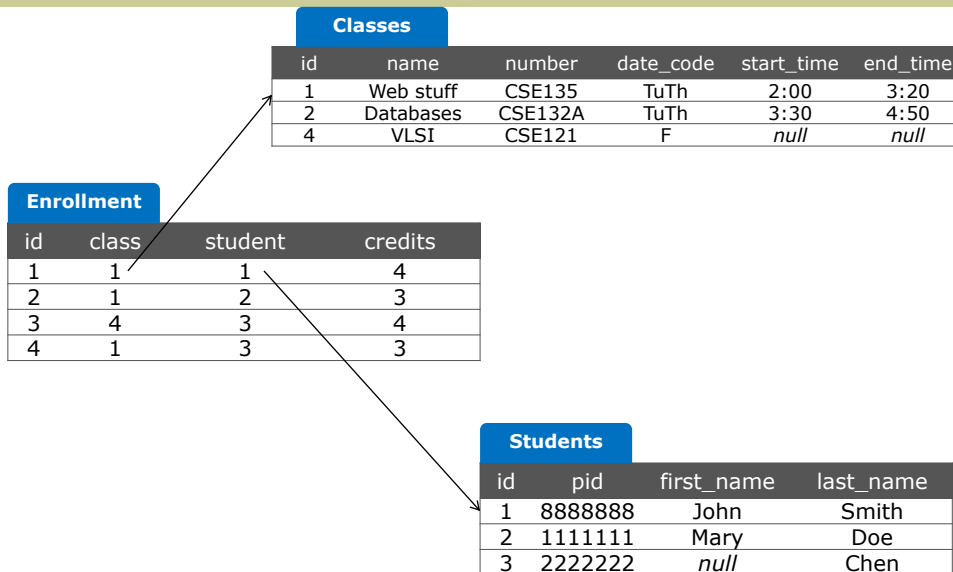 Classes
id name number date_code start_time end_time
1 Web stuff CSE135 TuTh 2:00 3:20
2 Databases CSE132A TuTh 3:30 4:50
4 VLSI CSE121 F null null
Enrollment
id class student credits
1 1 1 4
2 1 2 3
3 4 3 4
4 1 3 3
Students
id pid first_name last_name
1 8888888 John Smith
2 1111111 Mary Doe
3 2222222 null Chen